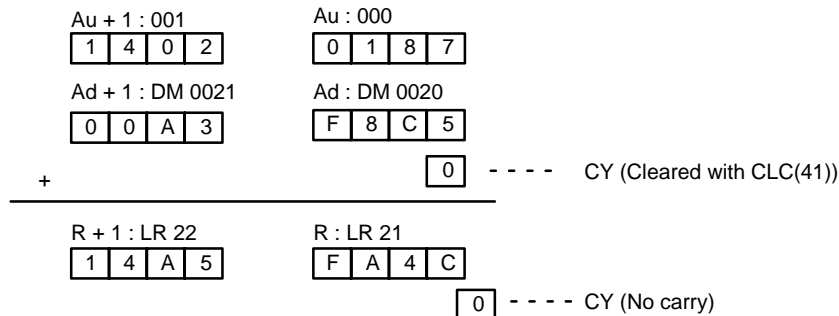 Au + 1 : 001 Au : 000
1 4 0 2 0 1 8 7
Ad + 1 : DM 0021 Ad : DM 0020
0 0 A 3 F 8 C 5
0 - - - - CY (Cleared with CLC(41))
+
R + 1 : LR 22 R : LR 21
1 4 A 5 F A 4 C
0 - - - - CY (No carry)